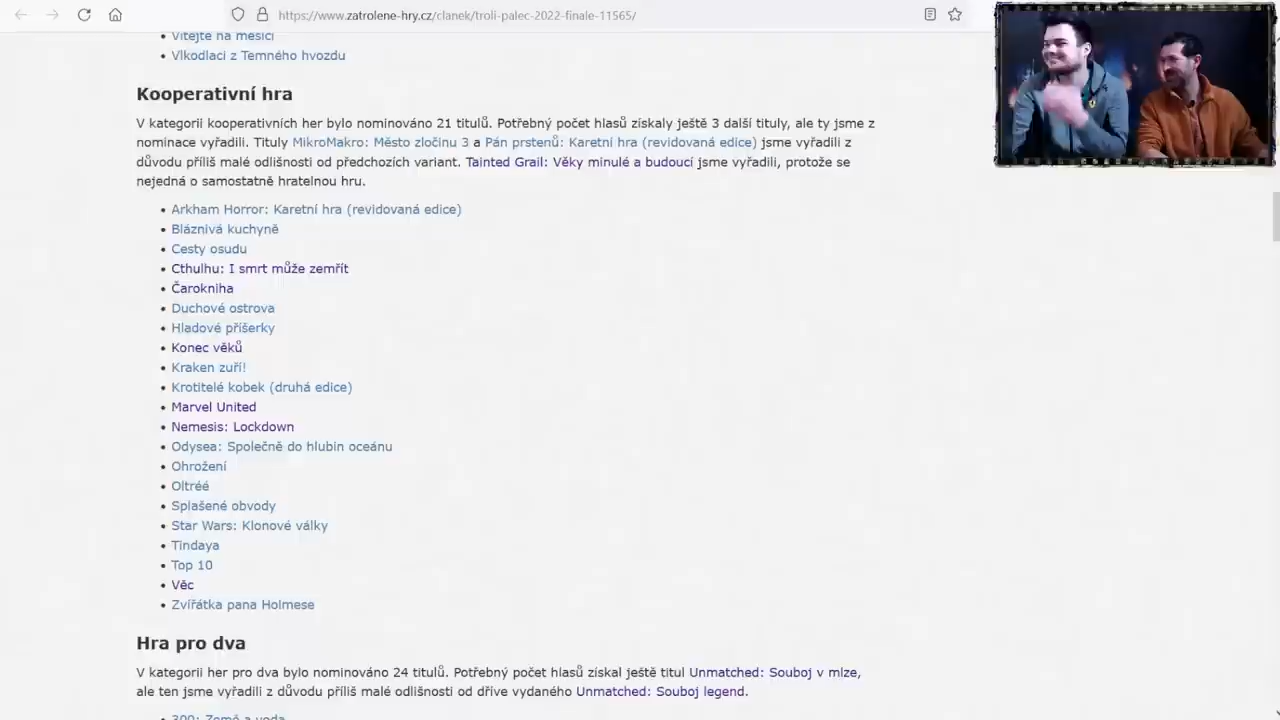 https://www.zatrolene-hry.cz/clanek/troli-palec-2022-finale-11565/
Vítejte na měsíci
Vlkodlaci z Temného hvozdu
Kooperativní hra
V kategorii kooperativních her bylo nominováno 21 titulů. Potřebný počet hlasů získaly ještě 3 další tituly, ale ty jsme z
nominace vyřadili. Tituly MikroMakro: Město zločinu 3 a Pán prstenů: Karetní hra (revidovaná edice) jsme vyřadili z
důvodu příliš malé odlišnosti od předchozích variant. Tainted Grail: Věky minulé a budoucí jsme vyřadili, protože se
nejedná o samostatně hratelnou hru.
• Arkham Horror: Karetní hra (revidovaná edice)
• Bláznivá kuchyně
• Cesty osudu
• Cthulhu: I smrt může zemřít
• Čarokniha
• Duchové ostrova
• Hladové příšerky
• Konec věků
• Kraken zuří!
• Krotitelé kobek (druhá edice)
• Marvel United
• Nemesis: Lockdown
• Odysea: Společně do hlubin oceánu
• Ohrožení
• Oltréé
• Splašené obvody
• Star Wars: Klonové války
• Tindaya
• Top 10
• Věc
• Zvířátka pana Holmese
Hra pro dva
V kategorii her pro dva bylo nominováno 24 titulů. Potřebný počet hlasů získal ještě titul Unmatched: Souboj v mlze,
ale ten jsme vyřadili z důvodu příliš malé odlišnosti od dříve vydaného Unmatched: Souboj legend.
• 300: Země a voda